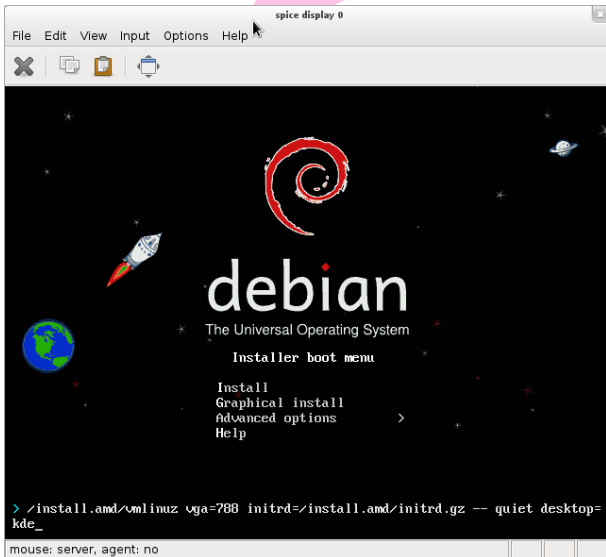 spice display 0
File Edit View Input Options Help
debian
The Universal Operating System
Installer boot menu
Install
Graphical install
Advanced options >
Help
> /install.amd/vmlinuz vga=788 initrd=/install.amd/initrd.gz -- quiet desktop=
kde_
mouse: server, agent: no